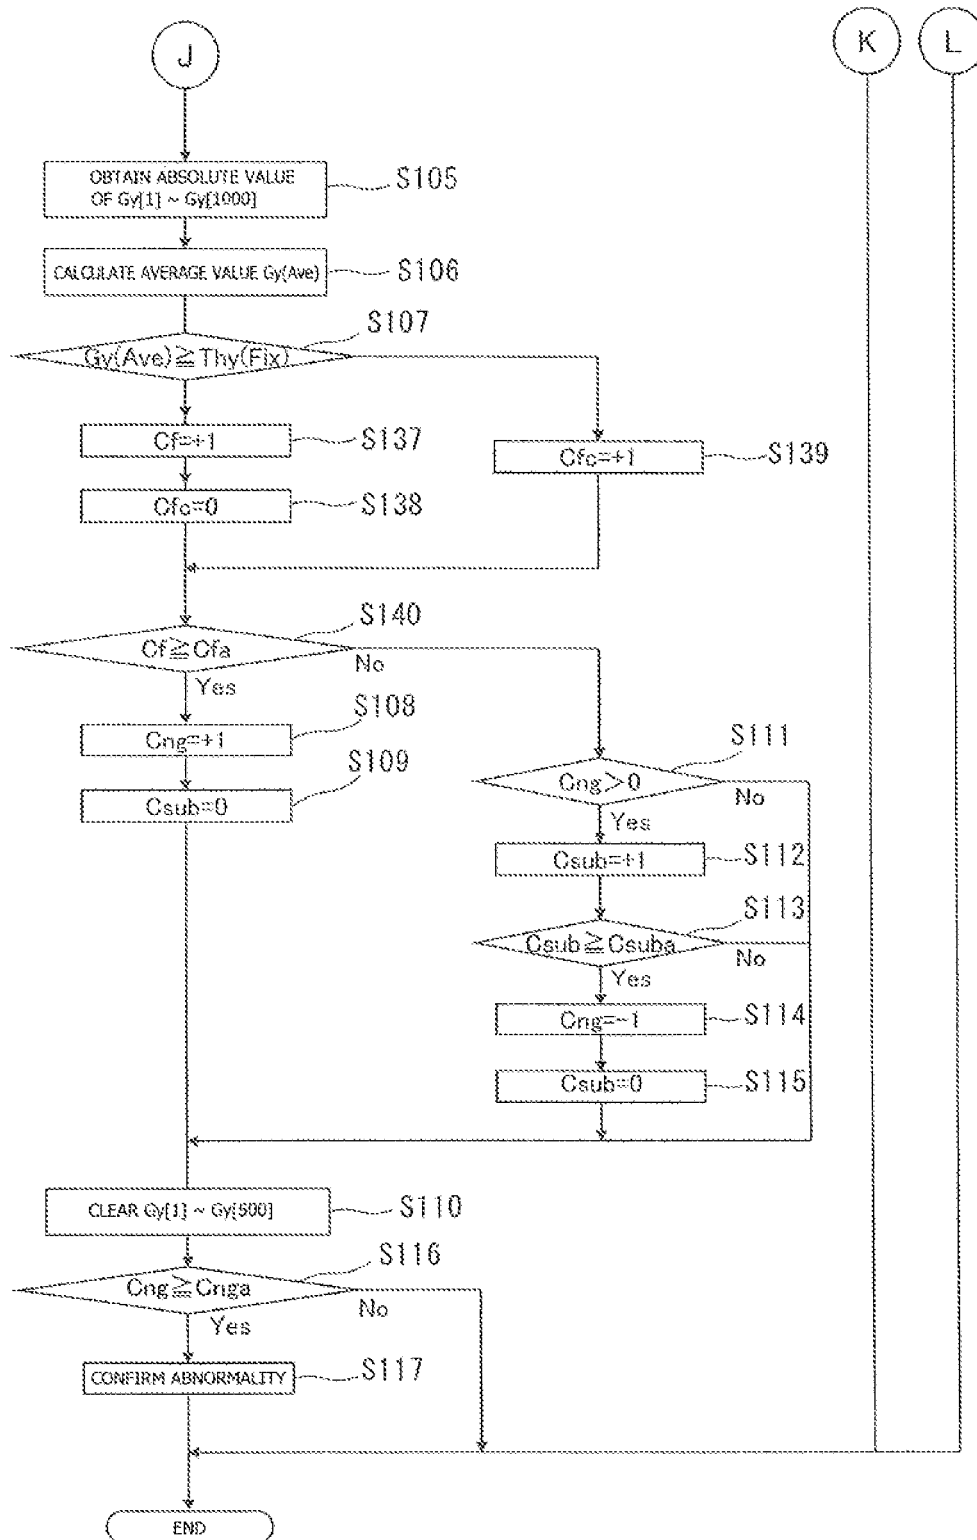 J
K
L
OBTAIN ABSOLUTE VALUE
OF Gy[1] ~ Gy[1000]
S105
CALCULATE AVERAGE VALUE Gy(Ave)
S106
S107
Gy(Ave)≧Thy(Fix)
Cf=+1
S137
Cfc=+1
S139
Cfc=0
S138
S140
Cf≧Cfa
No
Yes
S108
Cng=+1
S109
Csub=0
S111
Cng>0
No
Yes
Csub=+1
S112
S113
Csub≧Csuba
No
Yes
Cng=-1
S114
Csub=0
S115
CLEAR Gy[1] ~ Gy[500]
S110
S116
Cng≧Cnga
No
Yes
CONFIRM ABNORMALITY
S117
END